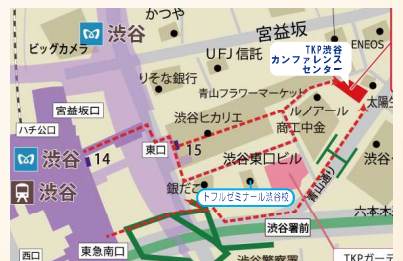 かつや
渋谷
ビッグカメラ
宮益坂
UFJ信託
TKP渋谷
カンファレンス
センター
ENEOS
りそな銀行
青山フラワーマーケット
太陽生
宮益坂口
渋谷ヒカリエ
ルノアール
商工中金
ハチ公口
渋谷
14
東口
15
渋谷東口ビル
渋谷
渋谷
銀だこ
トフルゼミナール渋谷校
青山通り
六本木
渋谷署前
東急南口
西口
渋谷警察署
TKPガーデ